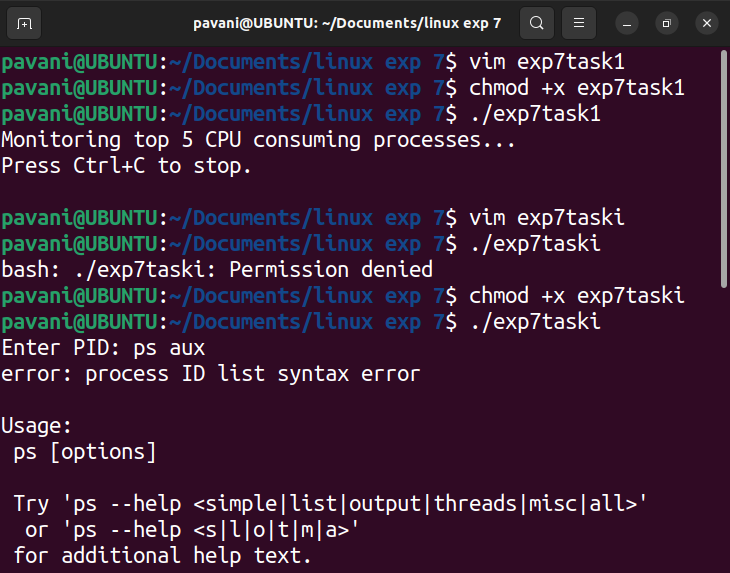 pavani@UBUNTU: ~/Documents/linux exp 7
pavani@UBUNTU:~/Documents/linux exp 7$ vim exp7task1
pavani@UBUNTU:~/Documents/linux exp 7$ chmod +x exp7task1
pavani@UBUNTU:~/Documents/linux exp 7$ ./exp7task1
Monitoring top 5 CPU consuming processes...
Press Ctrl+C to stop.
pavani@UBUNTU:~/Documents/linux exp 7$ vim exp7taski
pavani@UBUNTU:~/Documents/linux exp 7$ ./exp7taski
bash: ./exp7taski: Permission denied
pavani@UBUNTU:~/Documents/linux exp 7$ chmod +x exp7taski
pavani@UBUNTU:~/Documents/linux exp 7$ ./exp7taski
Enter PID: ps aux
error: process ID list syntax error
Usage:
 ps [options]
 Try 'ps --help <simple|list|output|threads|misc|all>'
  or 'ps --help <s|l|o|t|m|a>'
 for additional help text.